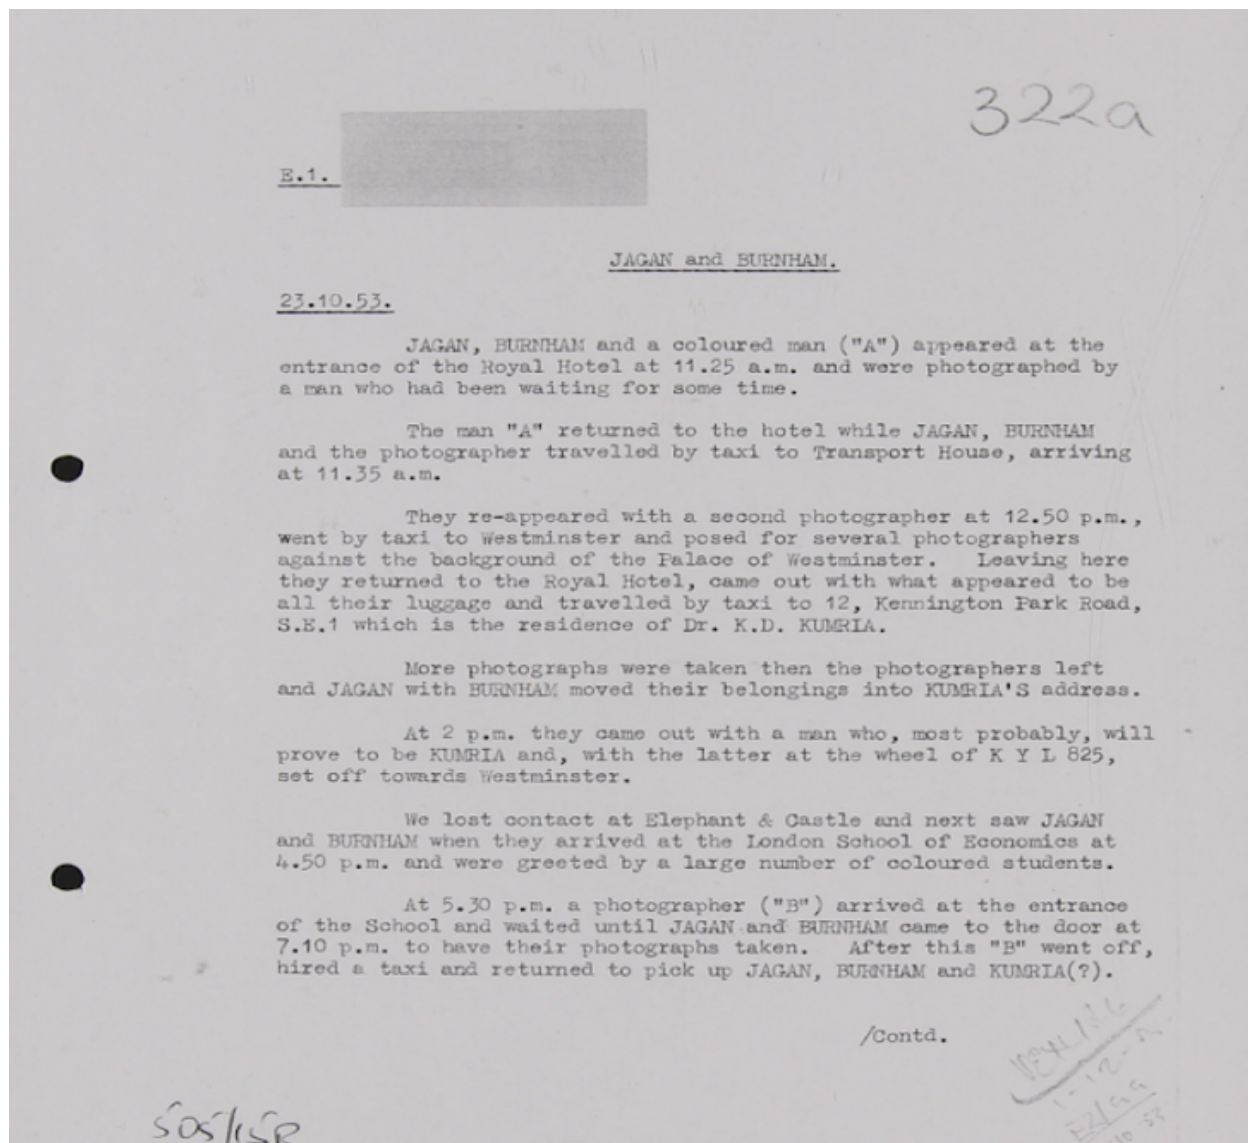 322a
E.1.
JAGAN and BURNHAM.
23.10.53.
JAGAN, BURNHAM and a coloured man ("A") appeared at the
entrance of the Royal Hotel at 11.25 a.m. and were photographed by
a man who had been waiting for some time.
The man "A" returned to the hotel while JAGAN, BURNHAM
and the photographer travelled by taxi to Transport House, arriving
at 11.35 a.m.
They re-appeared with a second photographer at 12.50 p.m.,
went by taxi to Westminster and posed for several photographers
against the background of the Palace of Westminster. Leaving here
they returned to the Royal Hotel, came out with what appeared to be
all their luggage and travelled by taxi to 12, Kennington Park Road,
S.E.1 which is the residence of Dr. K.D. KUMRIA.
More photographs were taken then the photographers left
and JAGAN with BURNHAM moved their belongings into KUMRIA'S address.
At 2 p.m. they came out with a man who, most probably, will
prove to be KUMRIA and, with the latter at the wheel of K Y L 825,
set off towards Westminster.
We lost contact at Elephant & Castle and next saw JAGAN
and BURNHAM when they arrived at the London School of Economics at
4.50 p.m. and were greeted by a large number of coloured students.
At 5.30 p.m. a photographer ("B") arrived at the entrance
of the School and waited until JAGAN and BURNHAM came to the door at
7.10 p.m. to have their photographs taken. After this "B" went off,
hired a taxi and returned to pick up JAGAN, BURNHAM and KUMRIA(?).
/Contd.